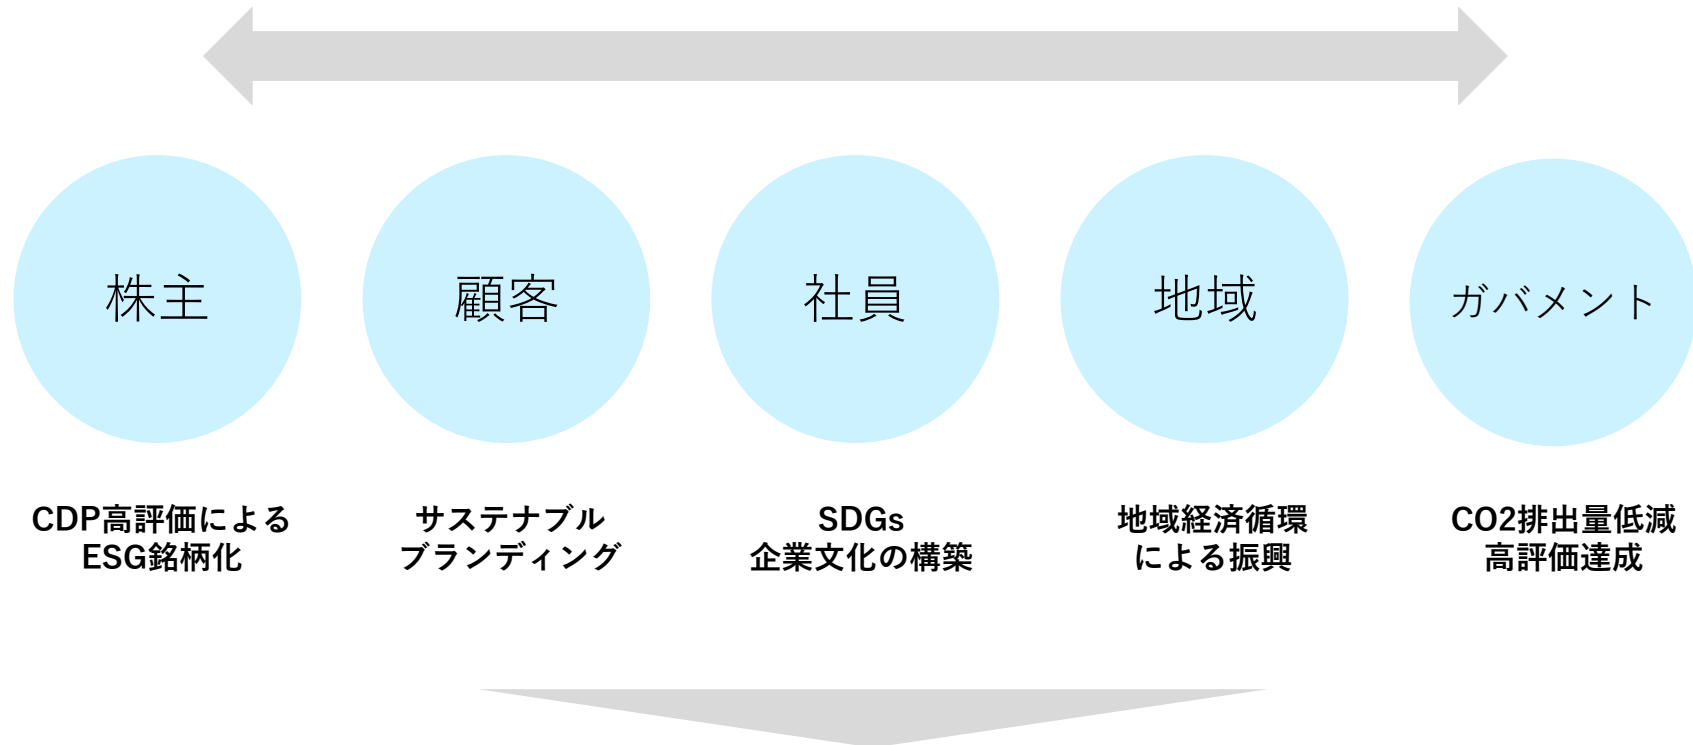 株主
顧客
社員
地域
ガバメント
CDP高評価による
ESG銘柄化
サステナブル
ブランディング
SDGs
企業文化の構築
地域経済循環
による振興
CO2排出量低減
高評価達成